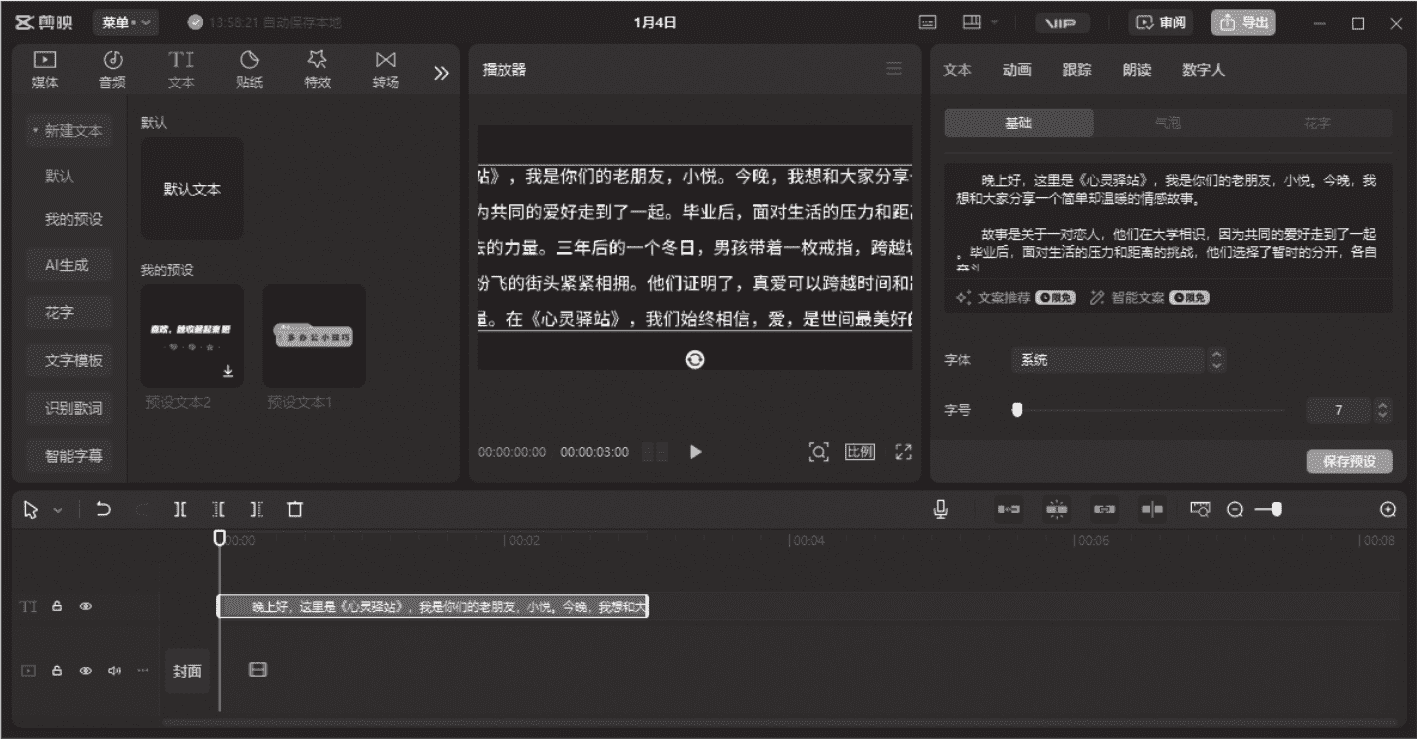 剪映
菜单
13:58:21 自动保存本地
1月4日
VIP
审阅
导出
媒体
音频
TI
文本
贴纸
特效
转场
新建文本
默认
我的预设
AI生成
花字
文字模板
识别歌词
智能字幕
默认
默认文本
我的预设
预设文本2
多办公小技巧
预设文本1
播放器
站》，我是你们的老朋友，小悦。今晚，我想和大家分享
为共同的爱好走到了一起。毕业后，面对生活的压力和距
去的力量。三年后的一个冬日，男孩带着一枚戒指，跨越
纷飞的街头紧紧相拥。他们证明了，真爱可以跨越时间和
量。在《心灵驿站》，我们始终相信，爱，是世间最美好的
00:00:00:00
00:00:03:00
比例
文本
动画
跟踪
朗读
数字人
基础
气泡
花字
晚上好，这里是《心灵驿站》，我是你们的老朋友，小悦。今晚，我
想和大家分享一个简单却温暖的情感故事。
故事是关于一对恋人，他们在大学相识，因为共同的爱好走到了一起
。毕业后，面对生活的压力和距离的挑战，他们选择了暂时的分开，各自
文案推荐
限免
智能文案
限免
字体
系统
字号
7
保存预设
00:00
00:02
00:04
00:06
00:08
TI
晚上好，这里是《心灵驿站》，我是你们的老朋友，小悦。今晚，我想和大
封面